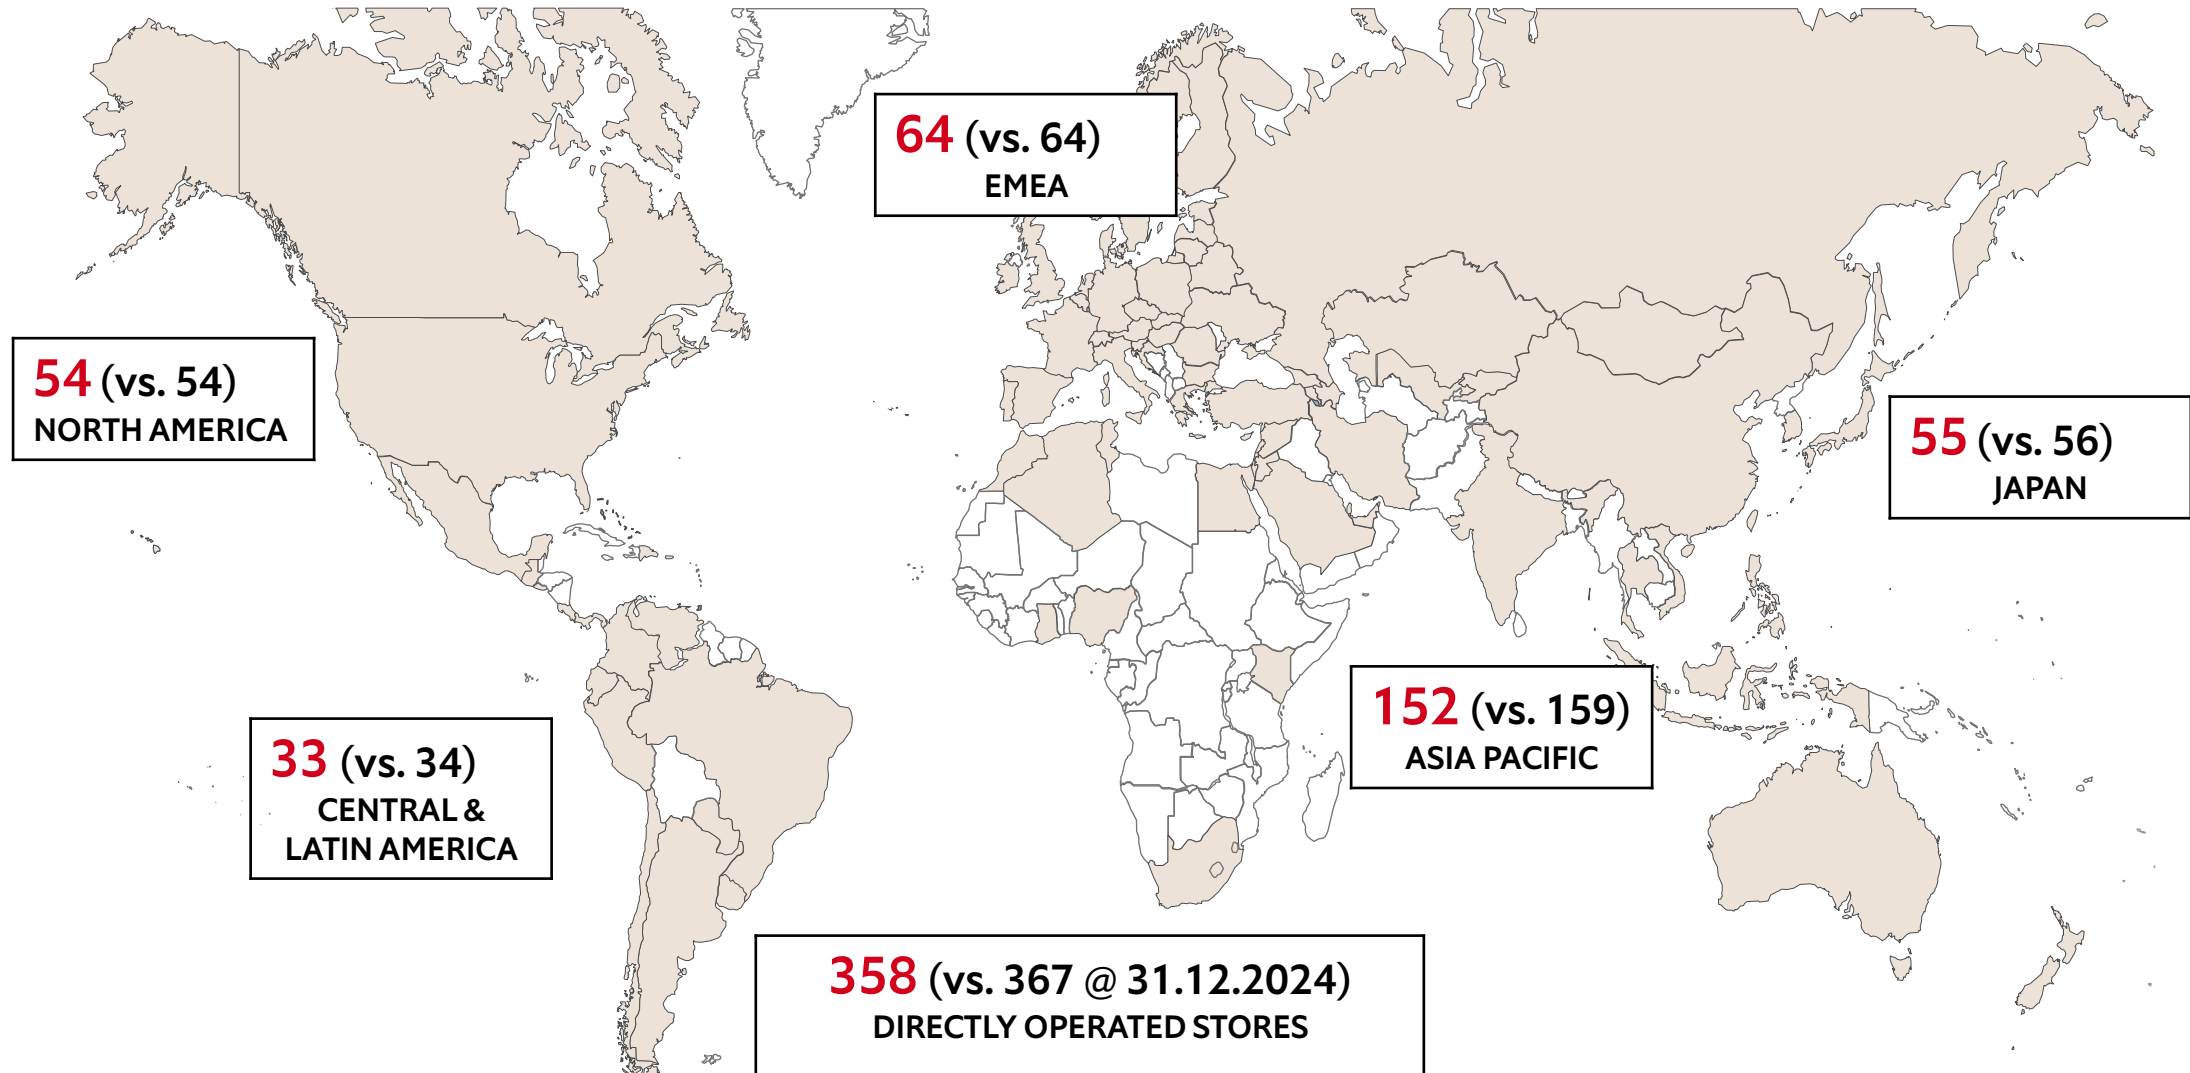 64 (vs. 64)
EMEA
54 (vs. 54)
NORTH AMERICA
55 (vs. 56)
JAPAN
152 (vs. 159)
ASIA PACIFIC
33 (vs. 34)
CENTRAL &
LATIN AMERICA
358 (vs. 367 @ 31.12.2024)
DIRECTLY OPERATED STORES